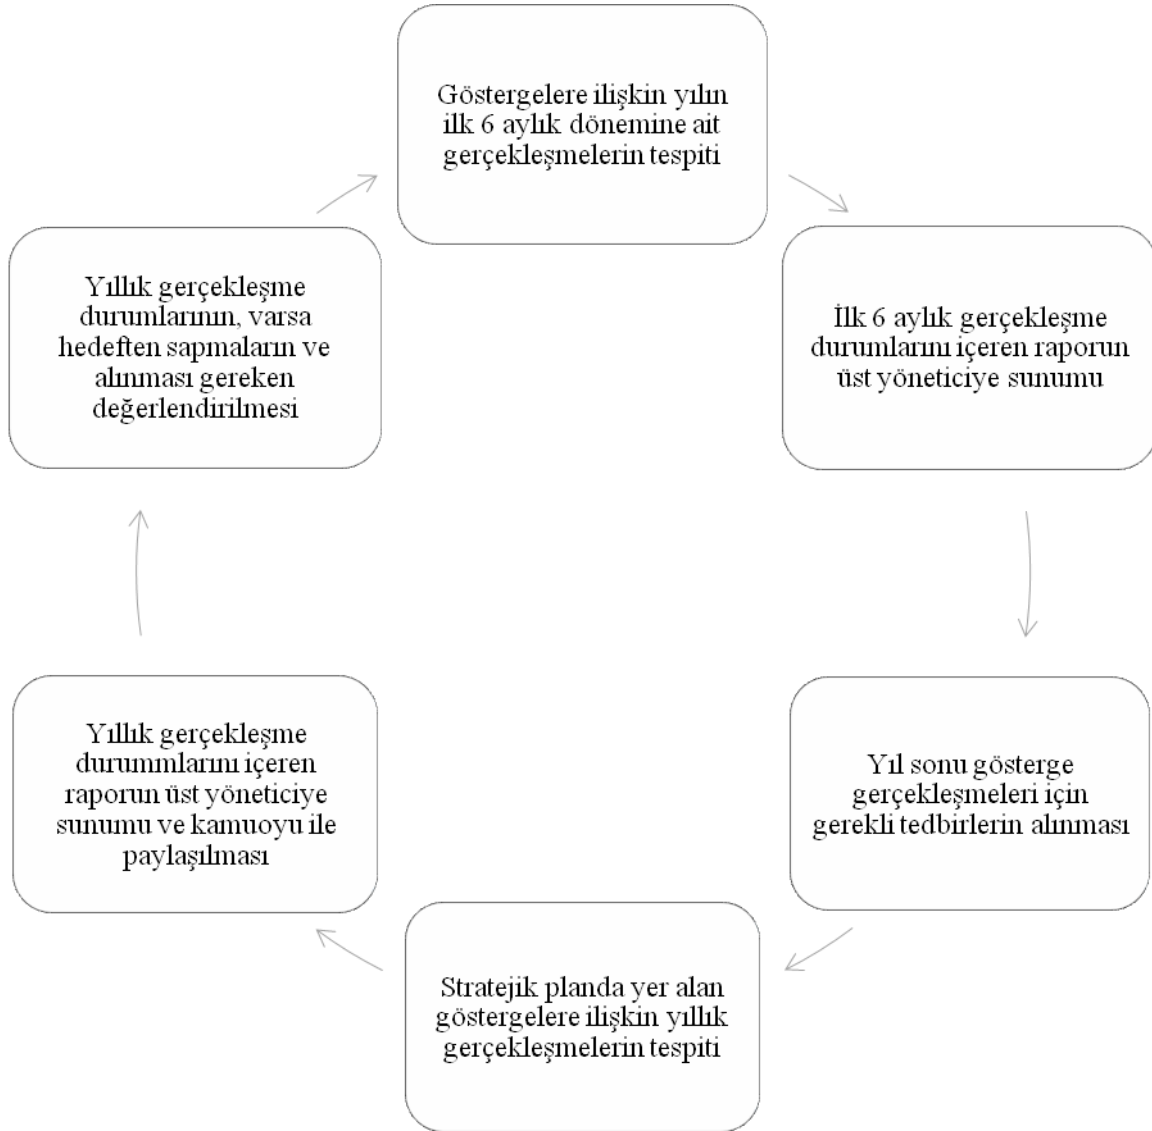 Göstergelere ilişkin yılın
ilk 6 aylık dönemine ait
gerçekleşmelerin tespiti
İlk 6 aylık gerçekleşme
durumlarını içeren raporun
üst yöneticiye sunumu
Yıl sonu gösterge
gerçekleşmeleri için
gerekli tedbirlerin alınması
Stratejik planda yer alan
göstergelere ilişkin yıllık
gerçekleşmelerin tespiti
Yıllık gerçekleşme
durummlarını içeren
raporun üst yöneticiye
sunumu ve kamuoyu ile
paylaşılması
Yıllık gerçekleşme
durumlarının, varsa
hedeften sapmaların ve
alınması gereken
değerlendirilmesi